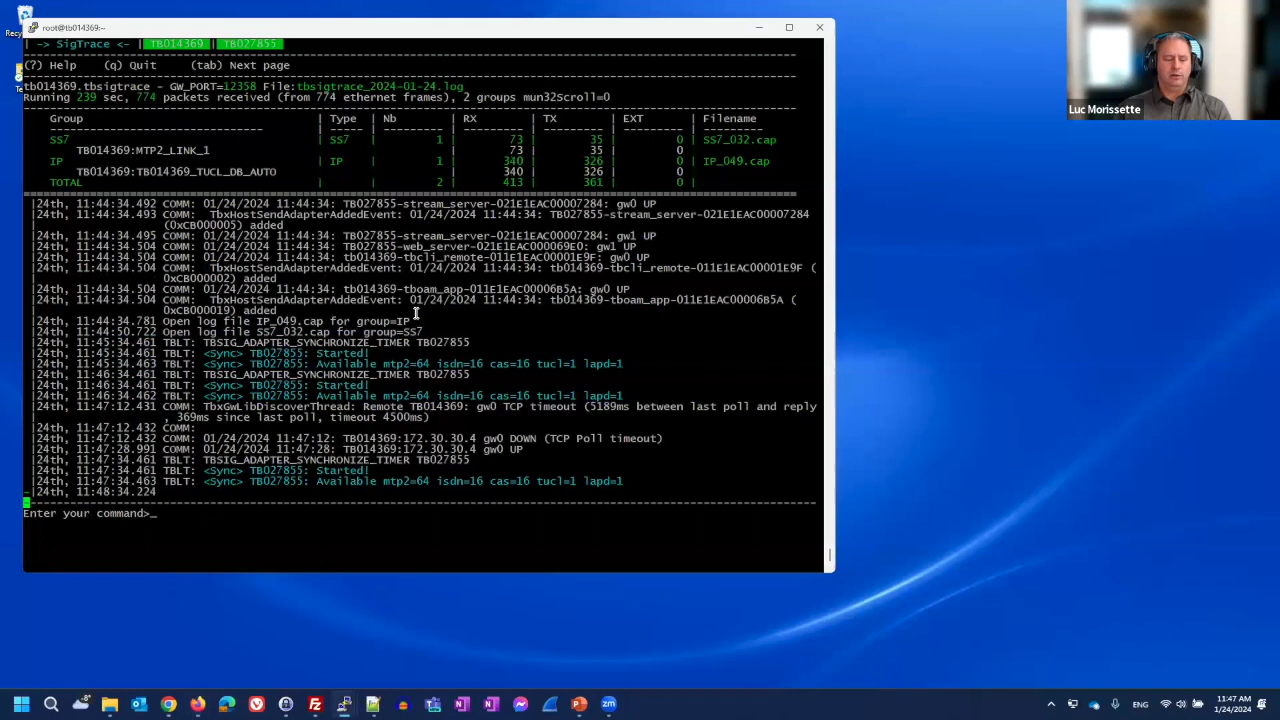 Recyc
root@tb014369:~
| -> SigTrace <- | TB014369 | TB027855
(?) Help (q) Quit (tab) Next page
tb014369.tbsigtrace - GW_PORT=12358 File:tbsigtrace_2024-01-24.log
Running 239 sec, 774 packets received (from 774 ethernet frames), 2 groups mun32Scroll=0
Group | Type | Nb | RX | TX | EXT | Filename
SS7 | SS7 | 1 | 73 | 35 | 0 | SS7_032.cap
TB014369:MTP2_LINK_1 | 73 | 35 | 0 |
IP | IP | 1 | 340 | 326 | 0 | IP_049.cap
TB014369:TB014369_TUCL_DB_AUTO | 340 | 326 | 0 |
TOTAL | | 2 | 413 | 361 | 0 |
|24th, 11:44:34.492 COMM: 01/24/2024 11:44:34: TB027855-stream_server-021E1EAC00007284: gw0 UP
|24th, 11:44:34.493 COMM: TbxHostSendAdapterAddedEvent: 01/24/2024 11:44:34: TB027855-stream_server-021E1EAC00007284
| (0xCB000005) added
|24th, 11:44:34.495 COMM: 01/24/2024 11:44:34: TB027855-stream_server-021E1EAC00007284: gw1 UP
|24th, 11:44:34.504 COMM: 01/24/2024 11:44:34: TB027855-web_server-021E1EAC000069E0: gw1 UP
|24th, 11:44:34.504 COMM: 01/24/2024 11:44:34: tb014369-tbcli_remote-011E1EAC00001E9F: gw0 UP
|24th, 11:44:34.504 COMM: TbxHostSendAdapterAddedEvent: 01/24/2024 11:44:34: tb014369-tbcli_remote-011E1EAC00001E9F (
| 0xCB000002) added
|24th, 11:44:34.504 COMM: 01/24/2024 11:44:34: tb014369-tboam_app-011E1EAC00006B5A: gw0 UP
|24th, 11:44:34.504 COMM: TbxHostSendAdapterAddedEvent: 01/24/2024 11:44:34: tb014369-tboam_app-011E1EAC00006B5A (
| 0xCB000019) added
|24th, 11:44:34.781 Open log file IP_049.cap for group=IP
|24th, 11:44:50.722 Open log file SS7_032.cap for group=SS7
|24th, 11:45:34.461 TBLT: TBSIG_ADAPTER_SYNCHRONIZE_TIMER TB027855
|24th, 11:45:34.463 TBLT: <Sync> TB027855: Started!
|24th, 11:45:34.463 TBLT: <Sync> TB027855: Available mtp2=64 isdn=16 cas=16 tucl=1 lapd=1
|24th, 11:46:34.461 TBLT: TBSIG_ADAPTER_SYNCHRONIZE_TIMER TB027855
|24th, 11:46:34.461 TBLT: <Sync> TB027855: Started!
|24th, 11:46:34.462 TBLT: <Sync> TB027855: Available mtp2=64 isdn=16 cas=16 tucl=1 lapd=1
|24th, 11:47:12.431 COMM: TbxGwLibDiscoverThread: Remote TB014369: gw0 TCP timeout (5189ms between last poll and reply
| , 369ms since last poll, timeout 4500ms)
|24th, 11:47:12.432 COMM:
|24th, 11:47:12.432 COMM: 01/24/2024 11:47:12: TB014369:172.30.30.4 gw0 DOWN (TCP Poll timeout)
|24th, 11:47:28.991 COMM: 01/24/2024 11:47:28: TB014369:172.30.30.4 gw0 UP
|24th, 11:47:34.461 TBLT: TBSIG_ADAPTER_SYNCHRONIZE_TIMER TB027855
|24th, 11:47:34.463 TBLT: <Sync> TB027855: Started!
|24th, 11:47:34.463 TBLT: <Sync> TB027855: Available mtp2=64 isdn=16 cas=16 tucl=1 lapd=1
-|24th, 11:48:34.224
Enter your command>_
Luc Morissette
ENG
11:47 AM
1/24/2024